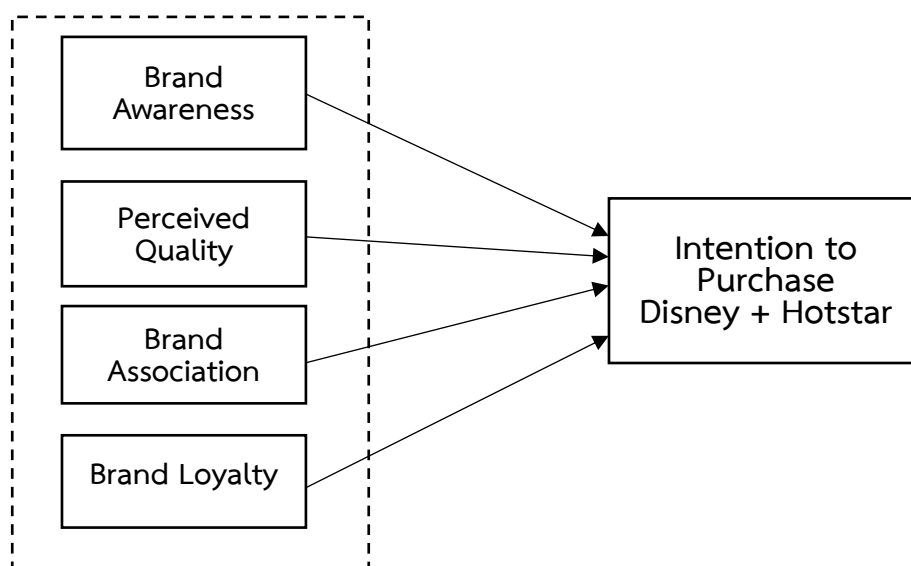 Brand
Awareness
Perceived
Quality
Brand
Association
Brand Loyalty
Intention to
Purchase
Disney + Hotstar